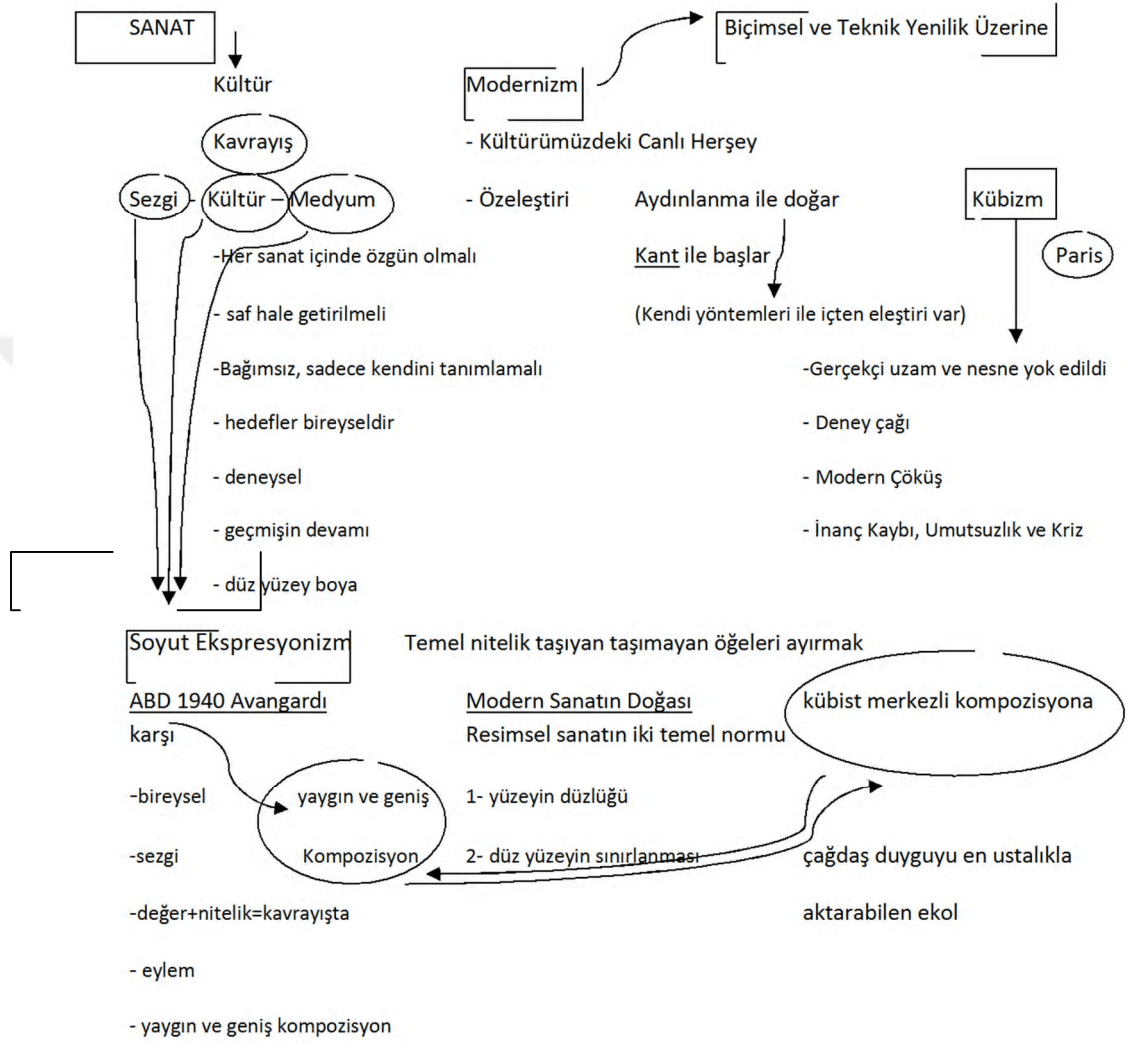 SANAT
Biçimsel ve Teknik Yenilik Üzerine
Kültür
Modernizm
Kavrayış
- Kültürümüzdeki Canlı Herşey
Sezgi - Kültür – Medyum
- Özeleştiri
Aydınlanma ile doğar
Kübizm
-Her sanat içinde özgün olmalı
Kant ile başlar
Paris
- saf hale getirilmeli
(Kendi yöntemleri ile içten eleştiri var)
-Bağımsız, sadece kendini tanımlamalı
-Gerçekçi uzam ve nesne yok edildi
- hedefler bireyseldir
- Deney çağı
- deneysel
- Modern Çöküş
- geçmişin devamı
- İnanç Kaybı, Umutsuzlık ve Kriz
- düz yüzey boya
Soyut Ekspresyonizm
Temel nitelik taşıyan taşımayan öğeleri ayırmak
ABD 1940 Avangardı
Modern Sanatın Doğası
kübist merkezli kompozisyona
karşı
Resimsel sanatın iki temel normu
-bireysel
yaygın ve geniş
1- yüzeyin düzlüğü
-sezgi
Kompozisyon
2- düz yüzeyin sınırlanması
çağdaş duyguyu en ustalıkla
-değer+nitelik=kavrayışta
aktarabilen ekol
- eylem
- yaygın ve geniş kompozisyon